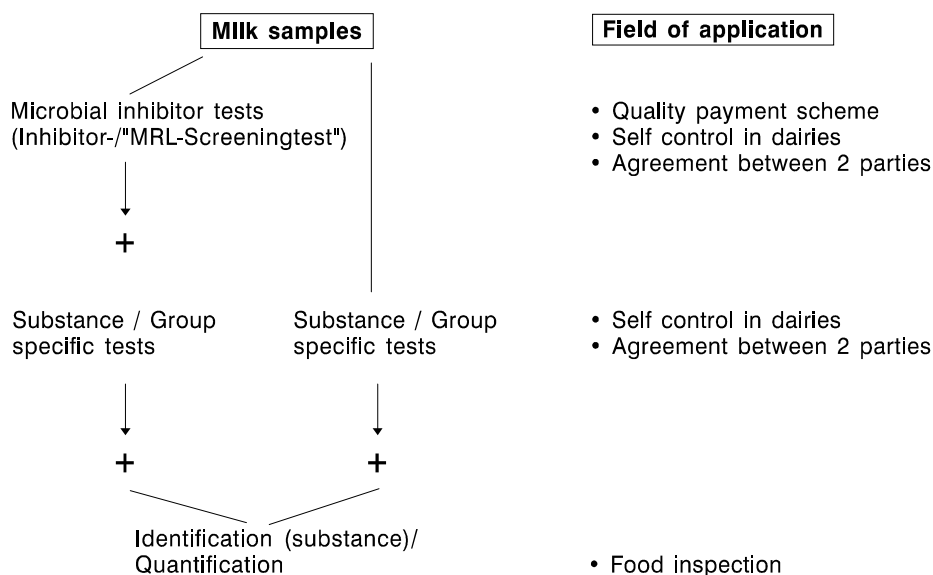 MIlk samples
Field of application
Microbial inhibitor tests
(Inhibitor-/"MRL-Screeningtest")
• Quality payment scheme
• Self control in dairies
• Agreement between 2 parties
+
Substance / Group
specific tests
Substance / Group
specific tests
• Self control in dairies
• Agreement between 2 parties
+
+
Identification (substance)/
Quantification
• Food inspection